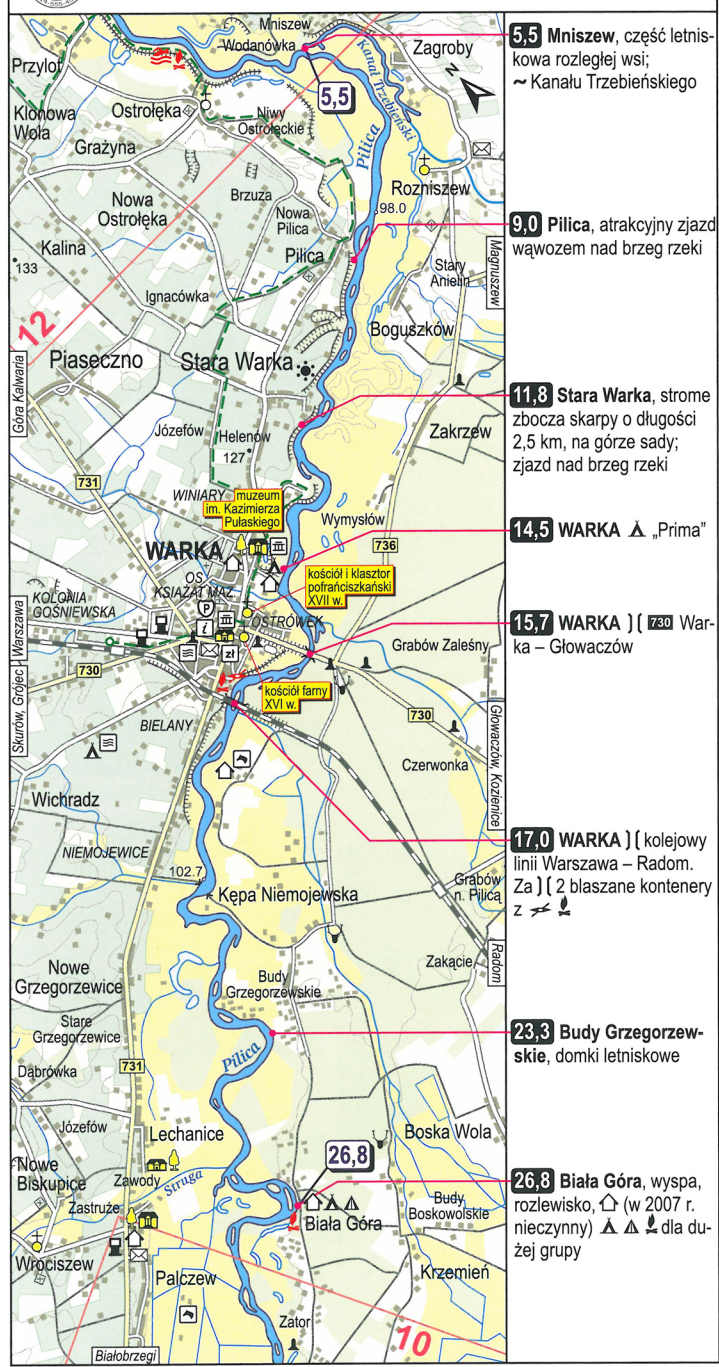 Mniszew
Wodanówka
Zagroby
Kanał Trzebieński
N
5,5
Przylot
Klonowa
Wola
Ostrołęka
Niwy
Ostrołęckie
Grażyna
Pilica
Rozniszew
Brzuza
Nowa
Ostrołęka
Nowa
Pilica
98.0
Kalina
Pilica
133
Stary
Anielin
Magnuszew
Ignacówka
12
Boguszków
Piaseczno
Stara Warka
Góra Kalwaria
Józefów
Helenów
127
Zakrzew
731
WINIARY
muzeum
im. Kazimierza
Pułaskiego
Wymysłów
736
WARKA
OS.
KSIĄŻĄT MAZ.
kościół i klasztor
pofranciszkański
XVII w.
KOLONIA
GOŚNIEWSKA
P
OSTRÓWEK
i
zł
Grabów Zaleśny
Skurów, Grójec
Warszawa
730
kościół farny
XVI w.
730
BIELANY
Głowaczów, Kozienice
Czerwonka
Wichradz
NIEMOJEWICE
102.7
Kępa Niemojewska
Grabów
n. Pilicą
Zakącie
Radom
Nowe
Grzegorzewice
Budy
Grzegorzewskie
Stare
Grzegorzewice
Pilica
Dąbrówka
731
Józefów
Lechanice
Boska Wola
26,8
Nowe
Biskupice
Zawody
Struga
Zastruże
Biała Góra
Budy
Boskowolskie
Wrociszew
Palczew
Krzemień
Zator
10
Białobrzegi
5,5 Mniszew, część letnis-
kowa rozległej wsi;
~ Kanału Trzebieńskiego
9,0 Pilica, atrakcyjny zjazd
wąwozem nad brzeg rzeki
11,8 Stara Warka, strome
zbocza skarpy o długości
2,5 km, na górze sady;
zjazd nad brzeg rzeki
14,5 WARKA „Prima”
15,7 WARKA )( 730 War-
ka – Głowaczów
17,0 WARKA )( kolejowy
linii Warszawa – Radom.
Za )( 2 blaszane kontenery
z
23,3 Budy Grzegorzew-
skie, domki letniskowe
26,8 Biała Góra, wyspa,
rozlewisko, (w 2007 r.
nieczynny) dla du-
żej grupy